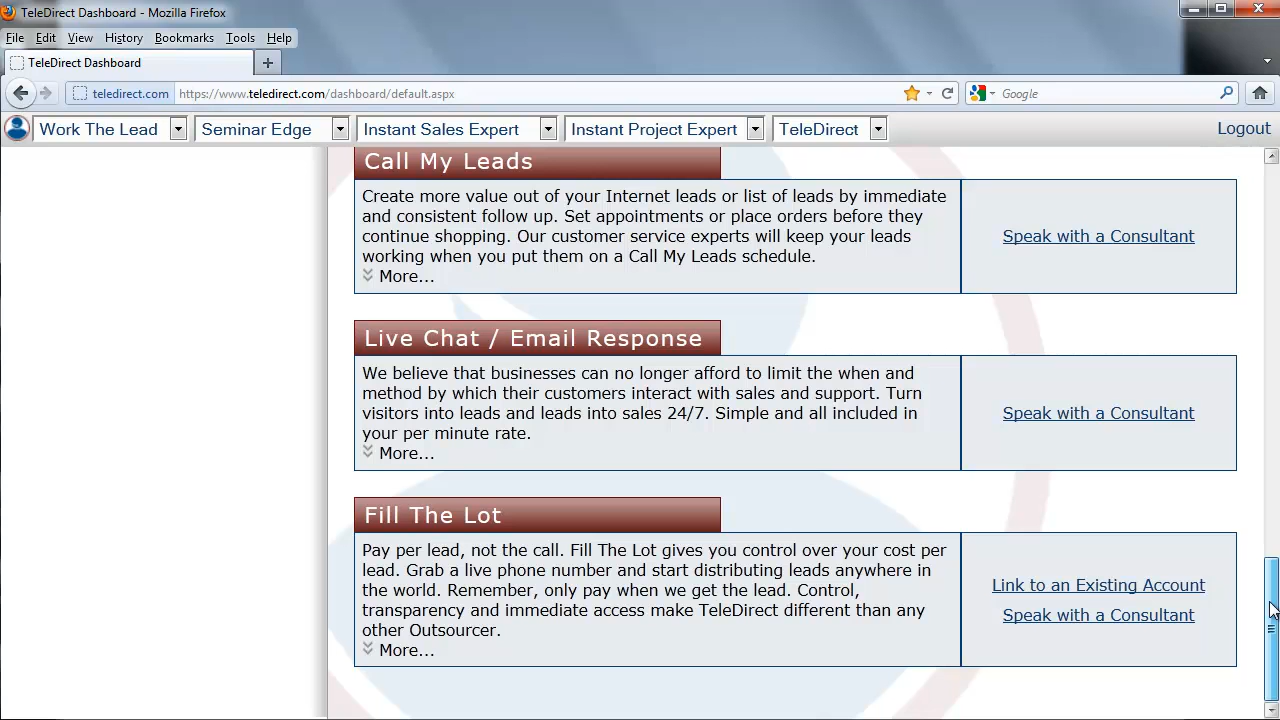 TeleDirect Dashboard - Mozilla Firefox
File Edit View History Bookmarks Tools Help
TeleDirect Dashboard
teledirect.com https://www.teledirect.com/dashboard/default.aspx Google
Work The Lead Seminar Edge Instant Sales Expert Instant Project Expert TeleDirect Logout
Call My Leads
Create more value out of your Internet leads or list of leads by immediate
and consistent follow up. Set appointments or place orders before they
continue shopping. Our customer service experts will keep your leads
working when you put them on a Call My Leads schedule.
More...
Speak with a Consultant
Live Chat / Email Response
We believe that businesses can no longer afford to limit the when and
method by which their customers interact with sales and support. Turn
visitors into leads and leads into sales 24/7. Simple and all included in
your per minute rate.
More...
Speak with a Consultant
Fill The Lot
Pay per lead, not the call. Fill The Lot gives you control over your cost per
lead. Grab a live phone number and start distributing leads anywhere in
the world. Remember, only pay when we get the lead. Control,
transparency and immediate access make TeleDirect different than any
other Outsourcer.
More...
Link to an Existing Account
Speak with a Consultant